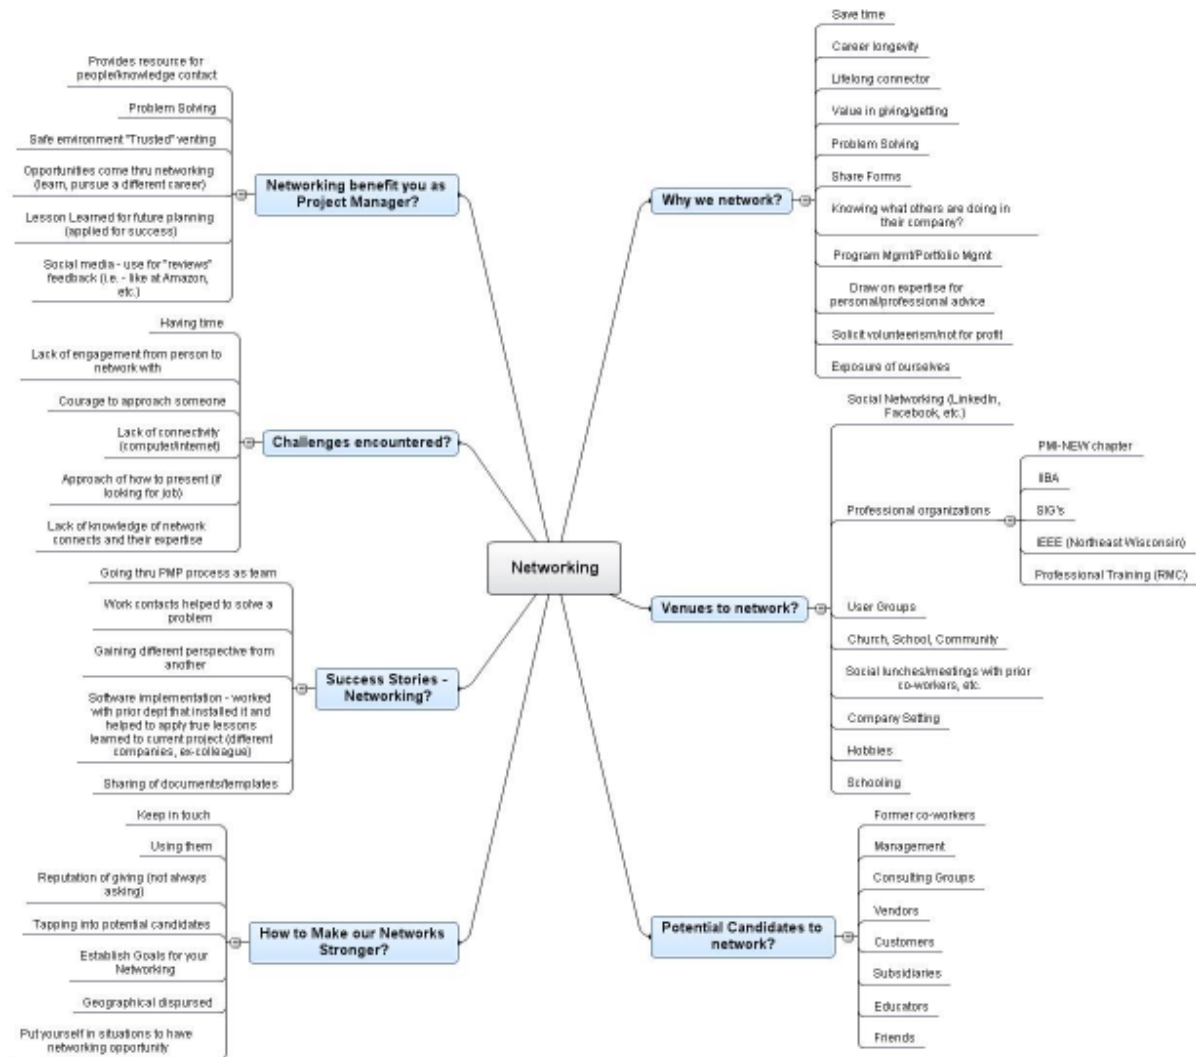 Networking
Why we network?
Save time
Career longevity
Lifelong connector
Value in giving/getting
Problem Solving
Share Forms
Knowing what others are doing in
their company?
Program Mgmt/Portfolio Mgmt
Draw on expertise for
personal/professional advice
Solicit volunteerism/not for profit
Exposure of ourselves
Venues to network?
Social Networking (LinkedIn,
Facebook, etc.)
Professional organizations
PMI-NEW chapter
IIBA
SIG's
IEEE (Northeast Wisconsin)
Professional Training (RMC)
User Groups
Church, School, Community
Social lunches/meetings with prior
co-workers, etc.
Company Setting
Hobbies
Schooling
Potential Candidates to
network?
Former co-workers
Management
Consulting Groups
Vendors
Customers
Subsidiaries
Educators
Friends
Networking benefit you as
Project Manager?
Provides resource for
people/knowledge contact
Problem Solving
Safe environment "Trusted" venting
Opportunities come thru networking
(learn, pursue a different career)
Lesson Learned for future planning
(applied for success)
Social media - use for "reviews"
feedback (i.e. - like at Amazon,
etc.)
Challenges encountered?
Having time
Lack of engagement from person to
network with
Courage to approach someone
Lack of connectivity
(computer/internet)
Approach of how to present (if
looking for job)
Lack of knowledge of network
connects and their expertise
Success Stories -
Networking?
Going thru PMP process as team
Work contacts helped to solve a
problem
Gaining different perspective from
another
Software implementation - worked
with prior dept that installed it and
helped to apply true lessons
learned to current project (different
companies, ex-colleague)
Sharing of documents/templates
How to Make our Networks
Stronger?
Keep in touch
Using them
Reputation of giving (not always
asking)
Tapping into potential candidates
Establish Goals for your
Networking
Geographical dispursed
Put yourself in situations to have
networking opportunity